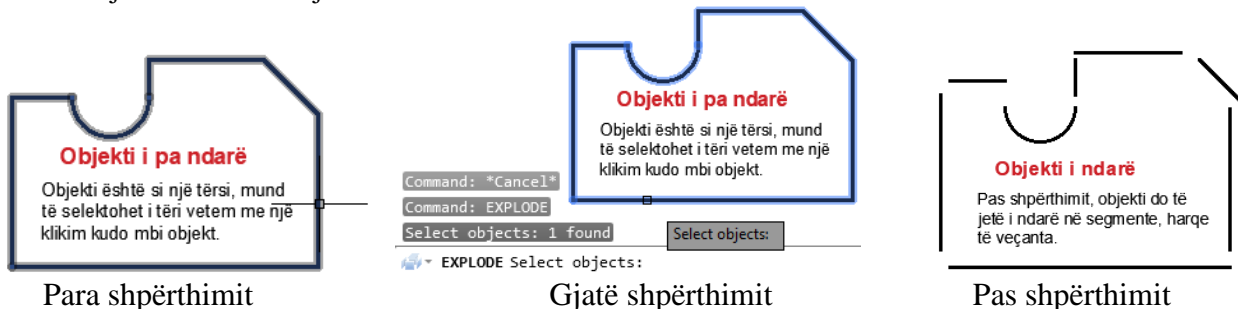 Objekti i pa ndarë
Objekti është si një tërsi, mund
të selektohet i tëri vetem me një
klikim kudo mbi objekt.
Para shpërthimit
Objekti i pa ndarë
Objekti është si një tërsi, mund
të selektohet i tëri vetem me një
klikim kudo mbi objekt.
Command: *Cancel*
Command: EXPLODE
Select objects: 1 found
Select objects:
EXPLODE Select objects:
Gjatë shpërthimit
Objekti i ndarë
Pas shpërthimit, objekti do të
jetë i ndarë në segmente, harqe
të veçanta.
Pas shpërthimit